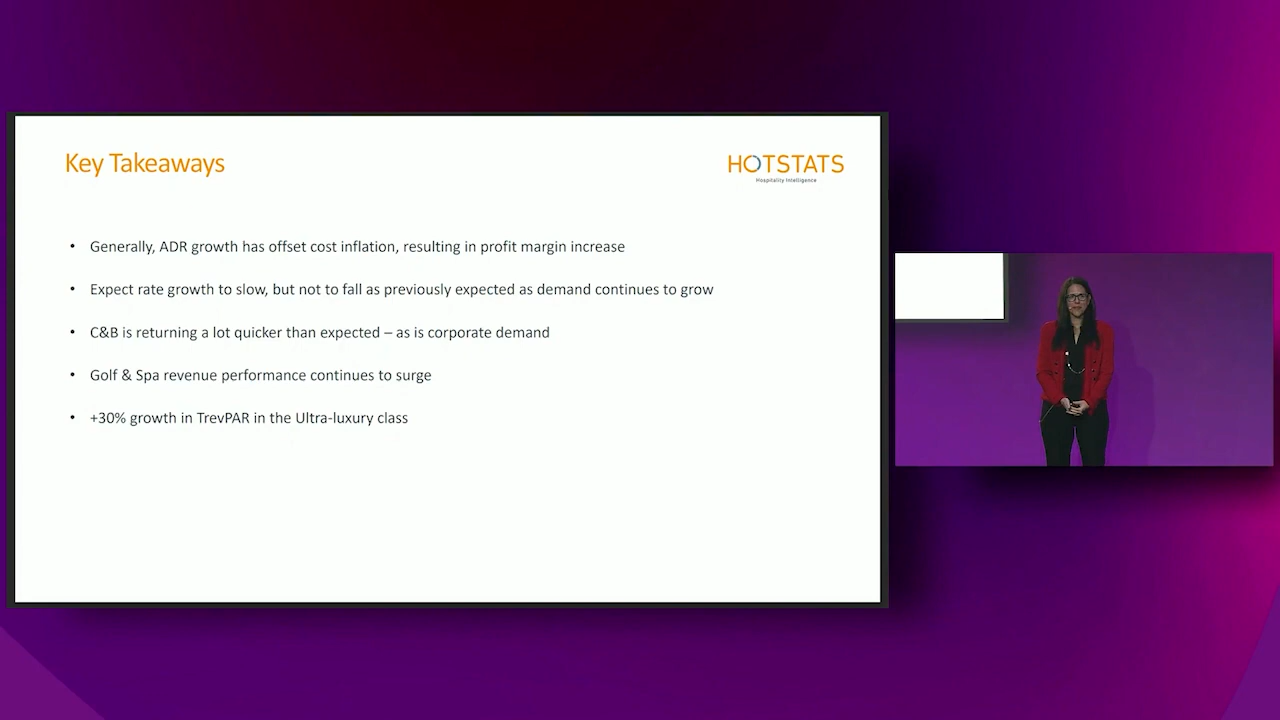 Key Takeaways
HOTSTATS
Hospitality Intelligence
• Generally, ADR growth has offset cost inflation, resulting in profit margin increase
• Expect rate growth to slow, but not to fall as previously expected as demand continues to grow
• C&B is returning a lot quicker than expected – as is corporate demand
• Golf & Spa revenue performance continues to surge
• +30% growth in TrevPAR in the Ultra-luxury class